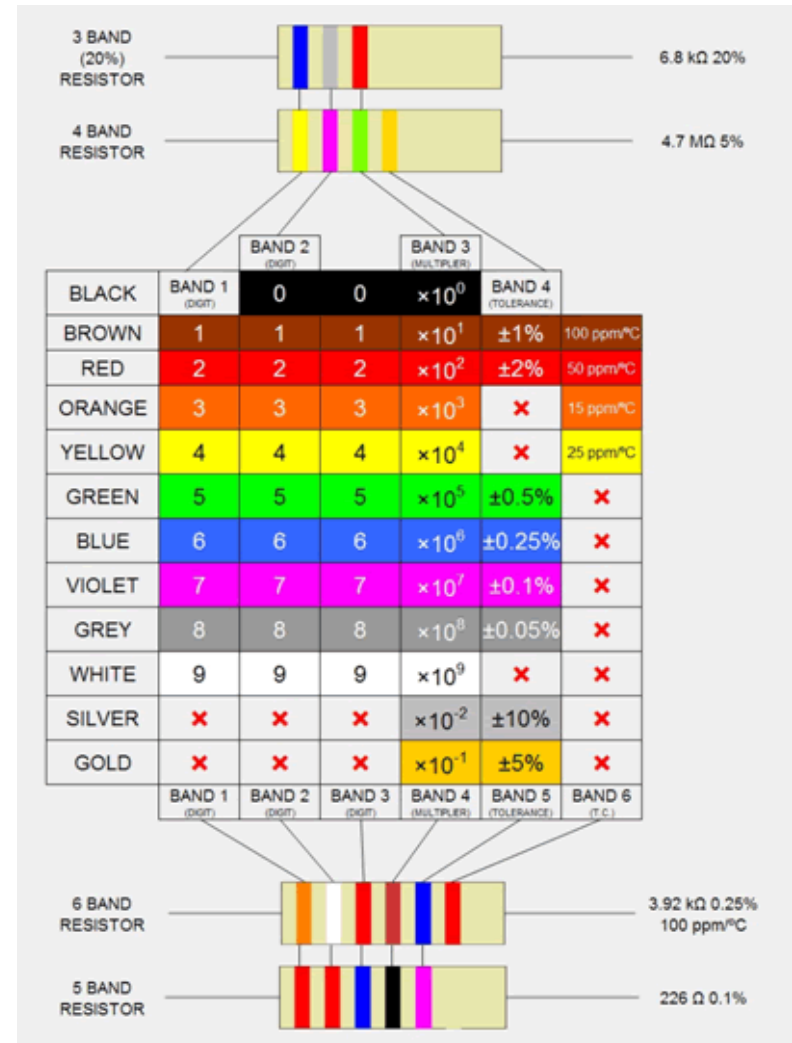 3 BAND
(20%)
RESISTOR
6.8 kΩ 20%
4 BAND
RESISTOR
4.7 MΩ 5%
BAND 2
(DIGIT)
BAND 3
(MULTIPLIER)
BLACK BAND 1 (DIGIT) 0 0 ×10⁰ BAND 4 (TOLERANCE)
BROWN 1 1 1 ×10¹ ±1% 100 ppm/ºC
RED 2 2 2 ×10² ±2% 50 ppm/ºC
ORANGE 3 3 3 ×10³ ✖ 15 ppm/ºC
YELLOW 4 4 4 ×10⁴ ✖ 25 ppm/ºC
GREEN 5 5 5 ×10⁵ ±0.5% ✖
BLUE 6 6 6 ×10⁶ ±0.25% ✖
VIOLET 7 7 7 ×10⁷ ±0.1% ✖
GREY 8 8 8 ×10⁸ ±0.05% ✖
WHITE 9 9 9 ×10⁹ ✖ ✖
SILVER ✖ ✖ ✖ ×10⁻² ±10% ✖
GOLD ✖ ✖ ✖ ×10⁻¹ ±5% ✖
BAND 1 BAND 2 BAND 3 BAND 4 BAND 5 BAND 6
(DIGIT) (DIGIT) (DIGIT) (MULTIPLIER) (TOLERANCE) (T.C.)
6 BAND
RESISTOR
3.92 kΩ 0.25%
100 ppm/ºC
5 BAND
RESISTOR
226 Ω 0.1%